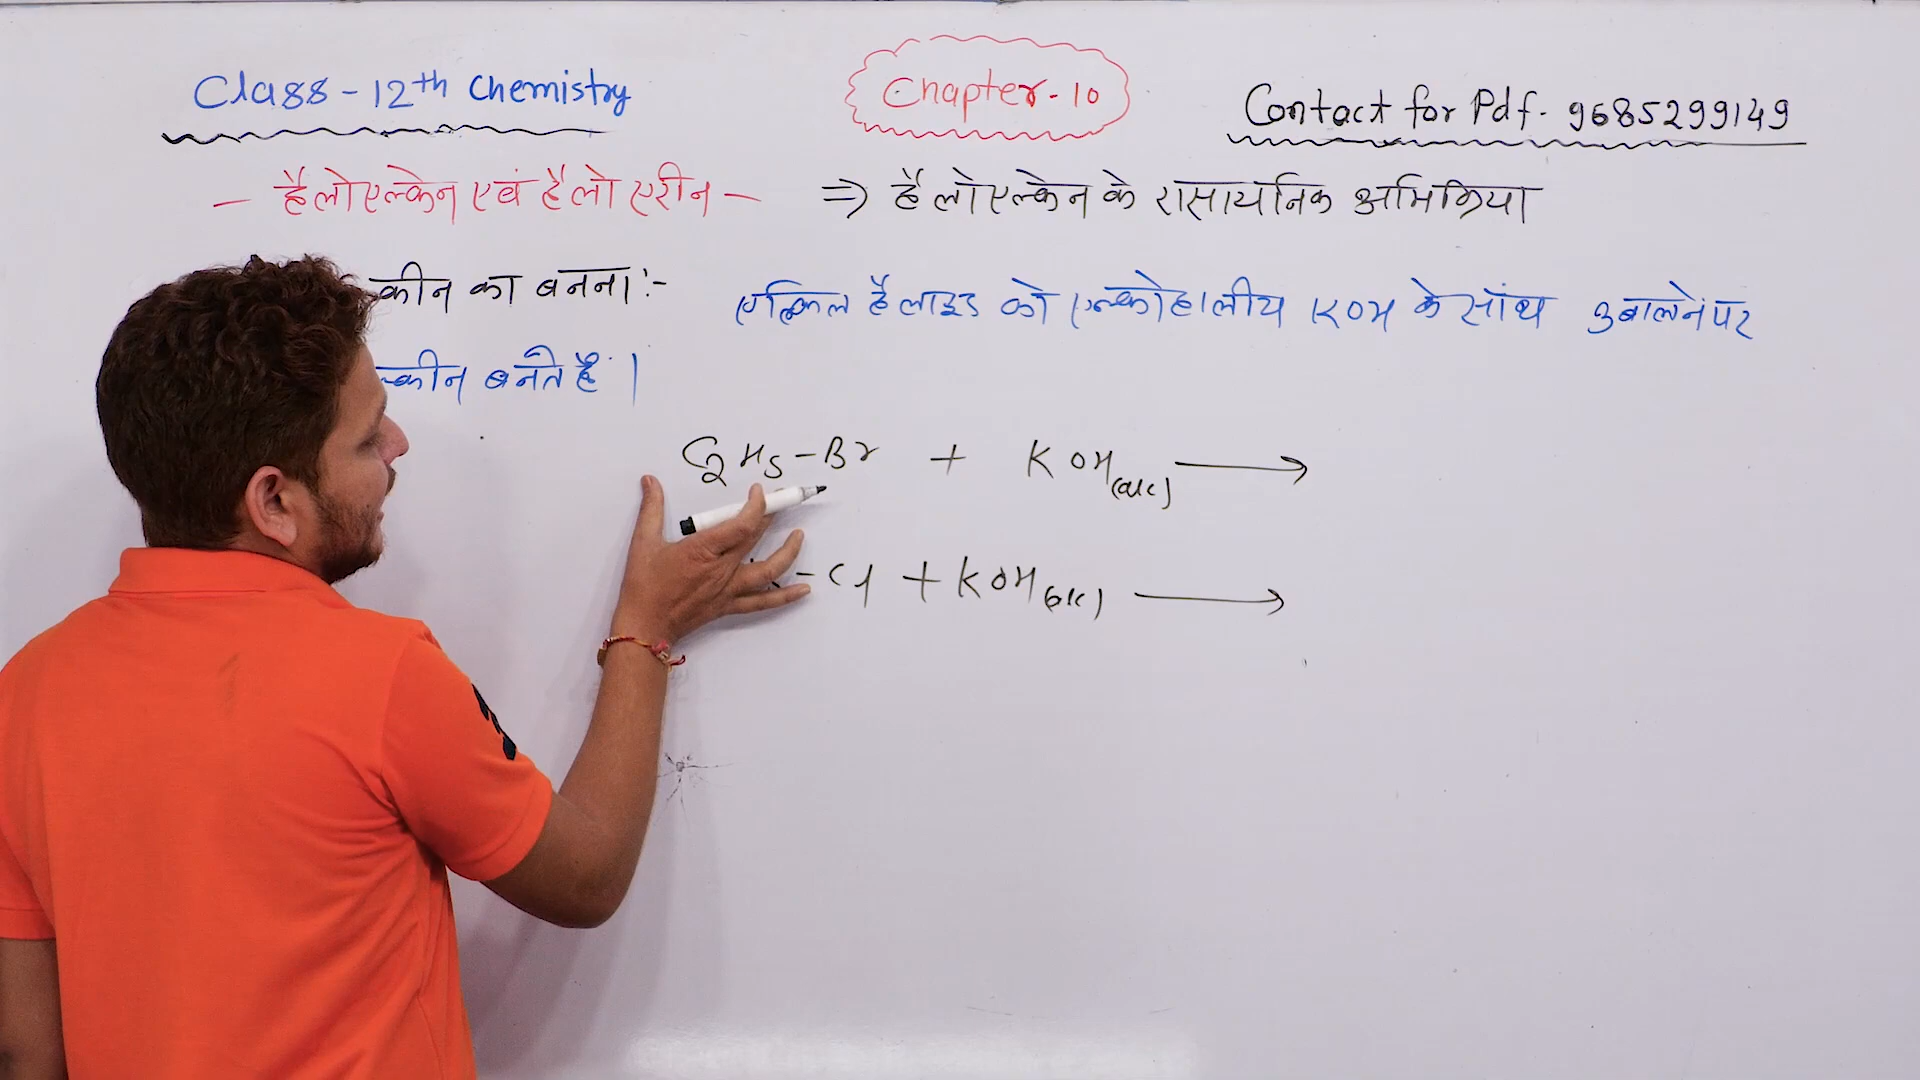 Class-12th Chemistry
Chapter-10
Contact for Pdf. 9685299149
- हैलोएल्केन एवं हैलो एरीन -
⇒ हैलोएल्केन के रासायनिक अभिक्रिया
का बनना:-
एल्किल हैलाइड को एल्कोहालीय KOH के साथ उबालने पर
बनते है।
C2H5-Br + KOH(alc) ⟶
-Cl + KOH(alc) ⟶